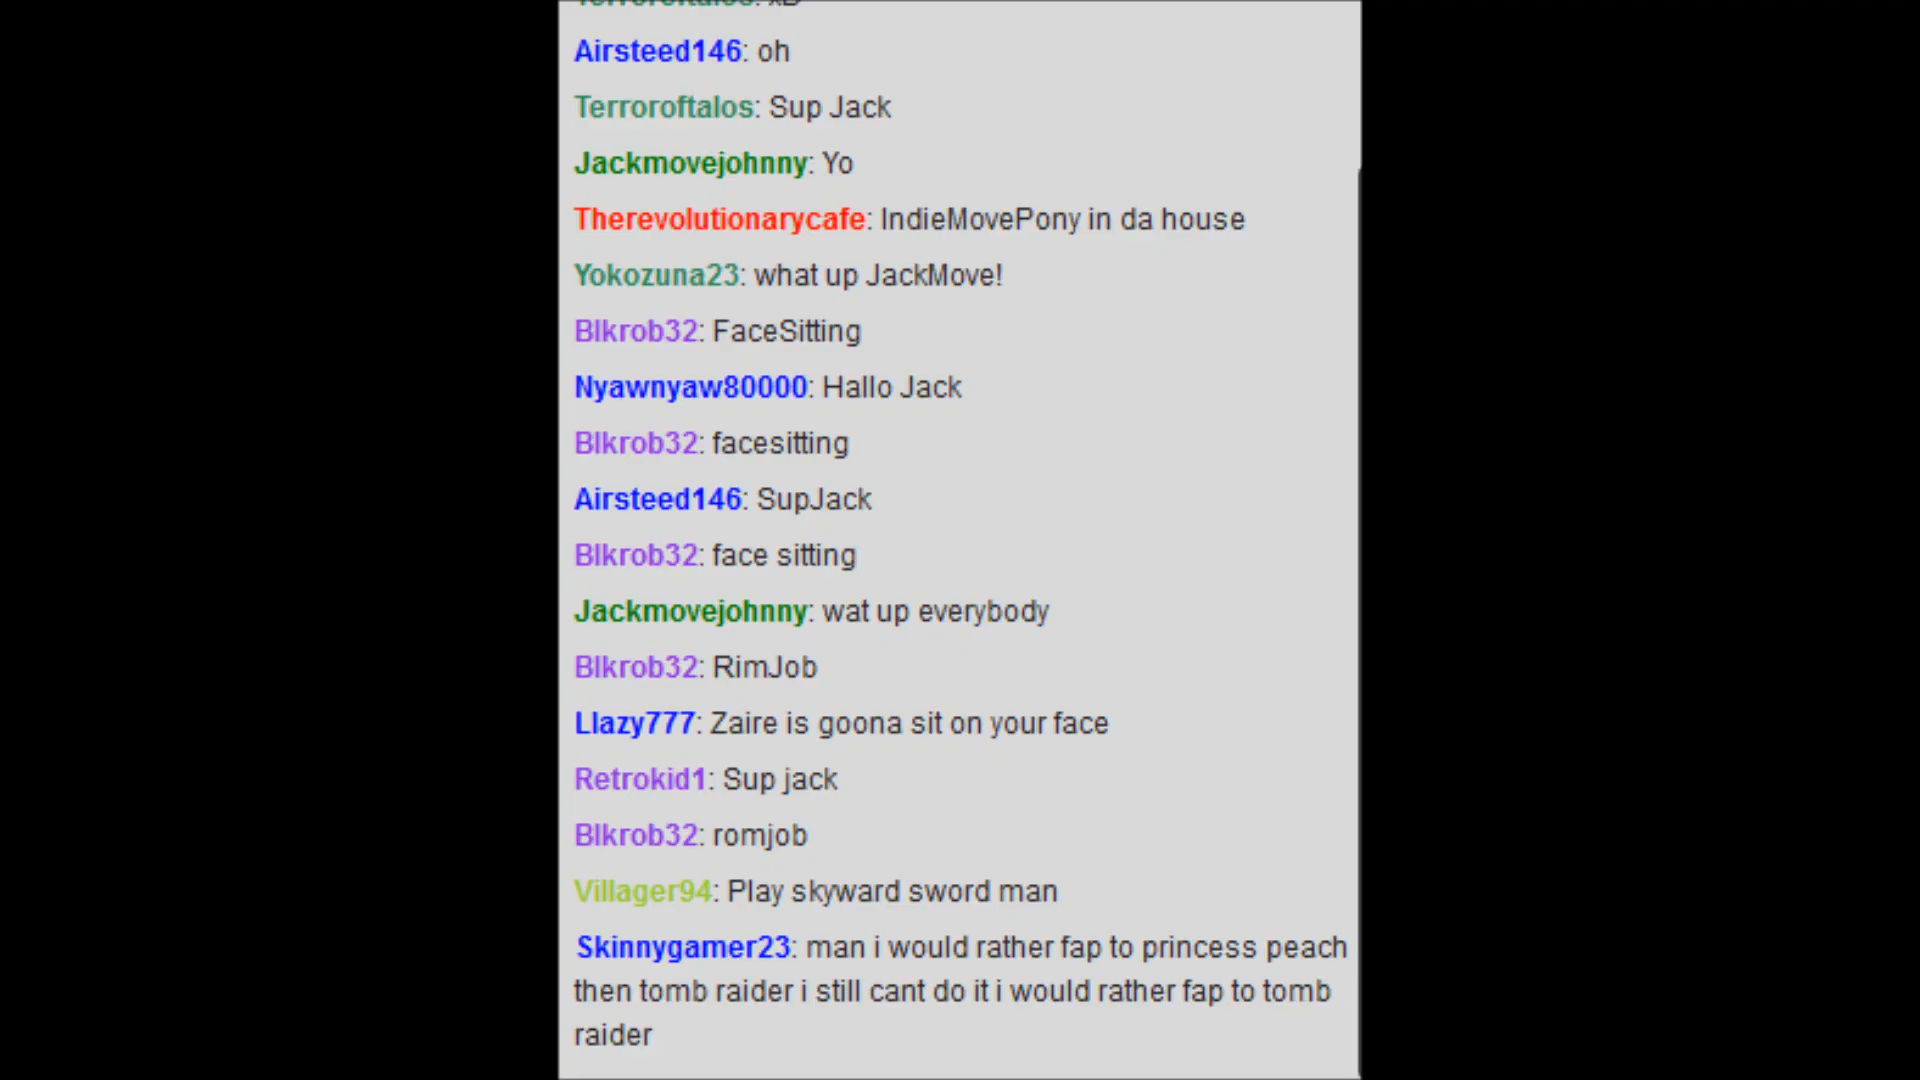 Terroroftalos: xD
Airsteed146: oh
Terroroftalos: Sup Jack
Jackmovejohnny: Yo
Therevolutionarycafe: IndieMovePony in da house
Yokozuna23: what up JackMove!
Blkrob32: FaceSitting
Nyawnyaw80000: Hallo Jack
Blkrob32: facesitting
Airsteed146: SupJack
Blkrob32: face sitting
Jackmovejohnny: wat up everybody
Blkrob32: RimJob
Llazy777: Zaire is goona sit on your face
Retrokid1: Sup jack
Blkrob32: romjob
Villager94: Play skyward sword man
Skinnygamer23: man i would rather fap to princess peach
then tomb raider i still cant do it i would rather fap to tomb
raider